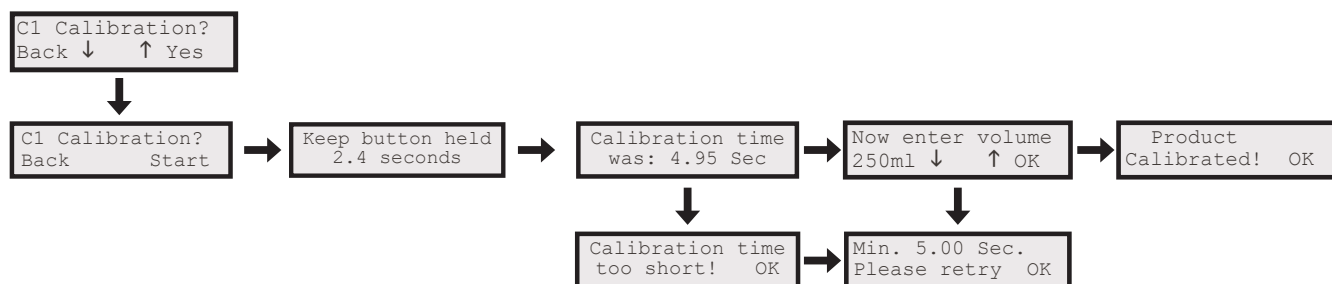 C1 Calibration?
Back ↓ ↑ Yes
C1 Calibration?
Back Start
Keep button held
2.4 seconds
Calibration time
was: 4.95 Sec
Now enter volume
250ml ↓ ↑ OK
Product
Calibrated! OK
Calibration time
too short! OK
Min. 5.00 Sec.
Please retry OK